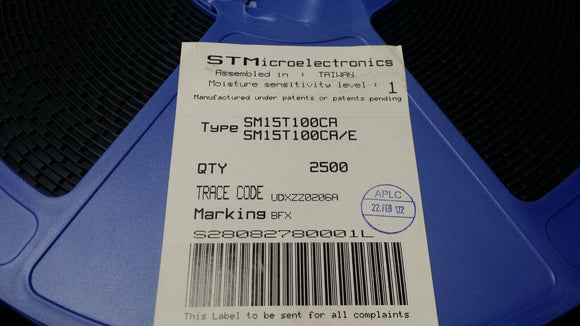 STMicroelectronics
Assembled in : TAIWAN
Moisture sensitivity level : 1
Manufactured under patents or patents pending
Type SM15T100CA
SM15T100CA/E
QTY 2500
TRACE CODE UDXZZ0206A
Marking BFX
APLC
22. FEB '02
S28082780001L
This Label to be sent for all complaints